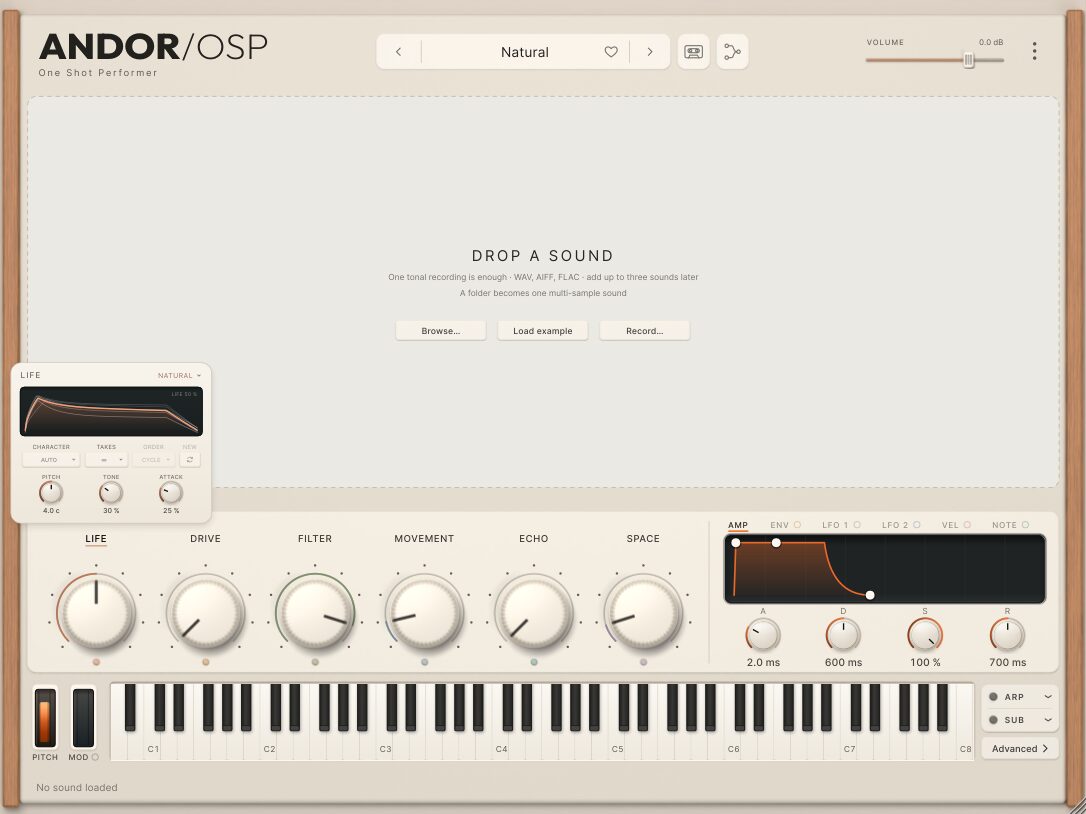 ANDOR/OSP
One Shot Performer
Natural
VOLUME 0.0 dB
DROP A SOUND
One tonal recording is enough · WAV, AIFF, FLAC · add up to three sounds later
A folder becomes one multi-sample sound
Browse... Load example Record...
LIFE NATURAL
LIFE 50 %
CHARACTER TAKES ORDER NEW
AUTO ∞ CYCLE
PITCH TONE ATTACK
4.0 c 30 % 25 %
LIFE DRIVE FILTER MOVEMENT ECHO SPACE
AMP ENV LFO 1 LFO 2 VEL NOTE
A D S R
2.0 ms 600 ms 100 % 700 ms
C1 C2 C3 C4 C5 C6 C7 C8
ARP
SUB
Advanced
PITCH MOD
No sound loaded